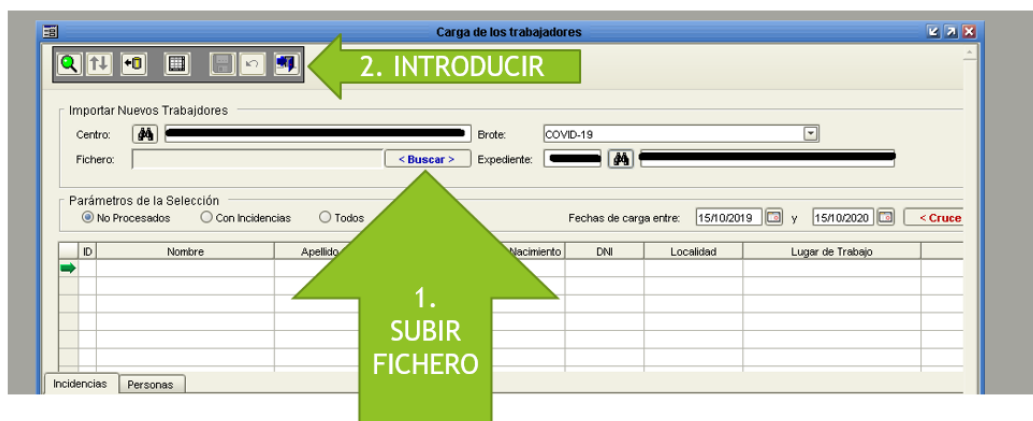 Carga de los trabajadores
2. INTRODUCIR
Importar Nuevos Trabajdores
Centro:
Brote: COVID-19
Fichero: < Buscar > Expediente:
Parámetros de la Selección
No Procesados Con Incidencias Todos Fechas de carga entre: 15/10/2019 y 15/10/2020 < Cruce
ID Nombre Apellido Nacimiento DNI Localidad Lugar de Trabajo
1.
SUBIR
FICHERO
Incidencias Personas